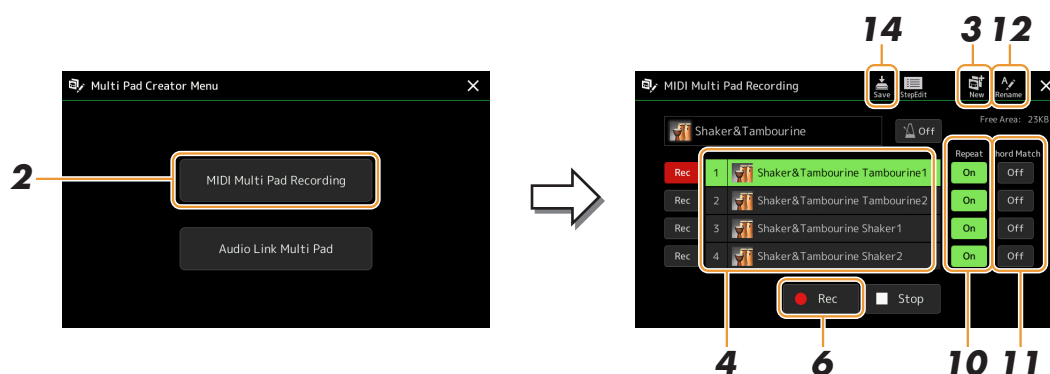 14 3 12
Multi Pad Creator Menu
MIDI Multi Pad Recording
Save
StepEdit
New
Rename
Free Area: 23KB
Shaker&Tambourine
Off
Repeat
hord Match
2
MIDI Multi Pad Recording
Audio Link Multi Pad
Rec 1 Shaker&Tambourine Tambourine1 On Off
Rec 2 Shaker&Tambourine Tambourine2 On Off
Rec 3 Shaker&Tambourine Shaker1 On Off
Rec 4 Shaker&Tambourine Shaker2 On Off
Rec
Stop
4 6 10 11